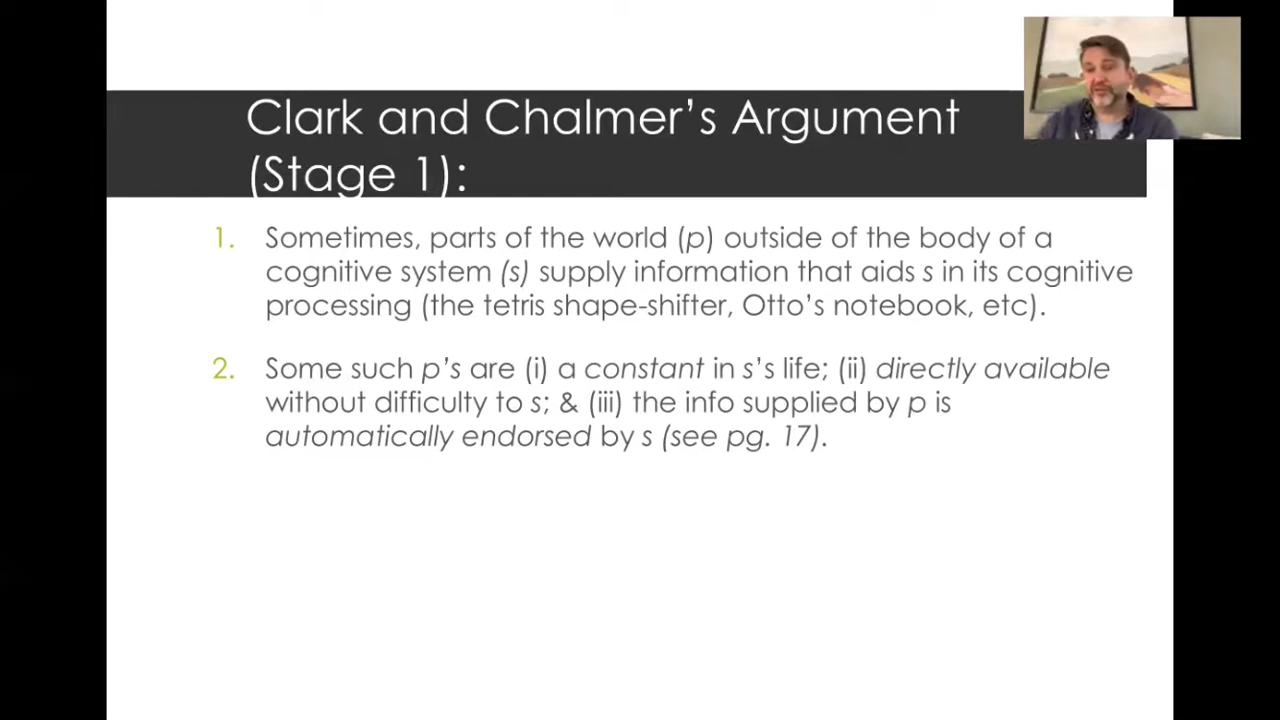 Clark and Chalmer’s Argument
(Stage 1):
1. Sometimes, parts of the world (p) outside of the body of a
cognitive system (s) supply information that aids s in its cognitive
processing (the tetris shape-shifter, Otto’s notebook, etc).
2. Some such p’s are (i) a constant in s’s life; (ii) directly available
without difficulty to s; & (iii) the info supplied by p is
automatically endorsed by s (see pg. 17).